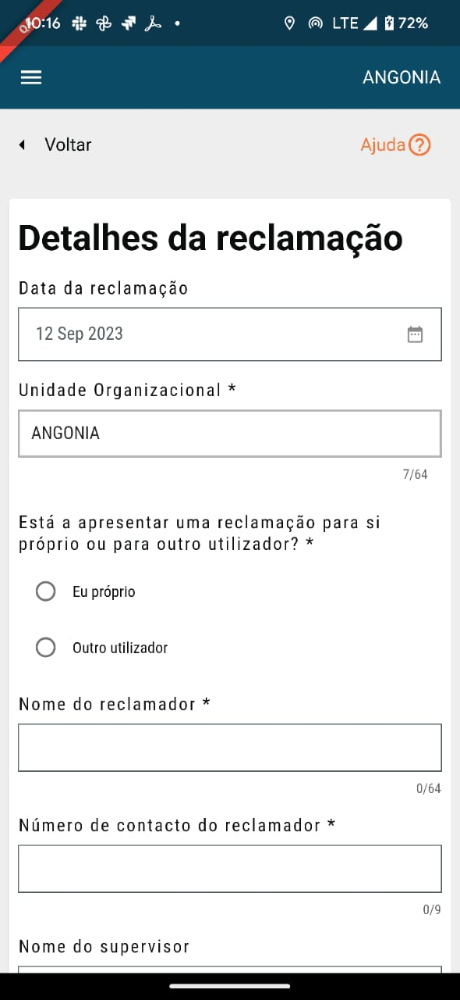 10:16
LTE
72%
ANGONIA
Voltar
Ajuda
Detalhes da reclamação
Data da reclamação
12 Sep 2023
Unidade Organizacional *
ANGONIA
7/64
Está a apresentar uma reclamação para si
próprio ou para outro utilizador? *
Eu próprio
Outro utilizador
Nome do reclamador *
0/64
Número de contacto do reclamador *
0/9
Nome do supervisor